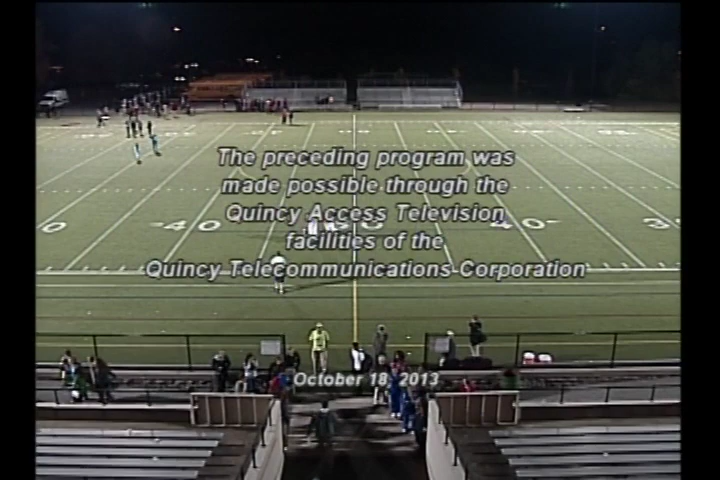 The preceding program was
made possible through the
Quincy Access Television
facilities of the
Quincy Telecommunications Corporation
October 18, 2013